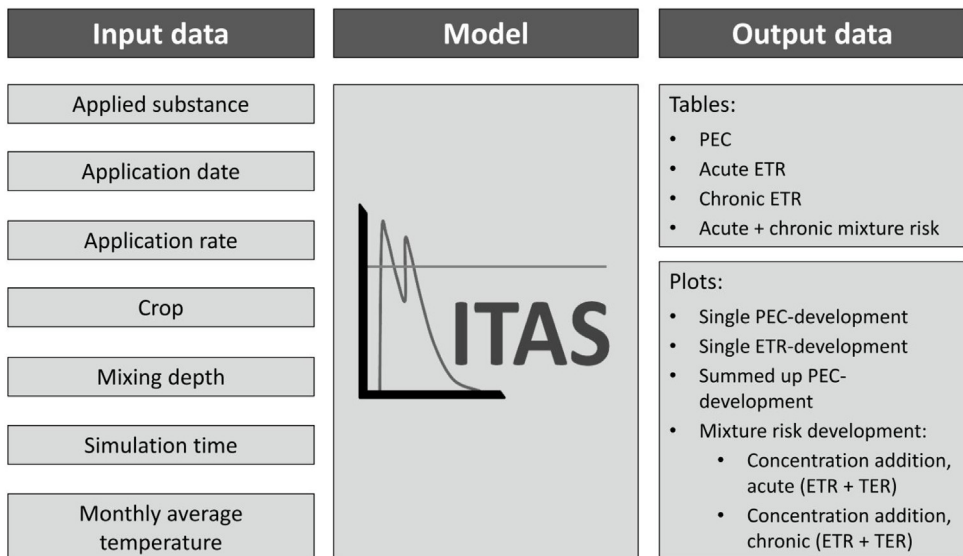 Input data
Applied substance
Application date
Application rate
Crop
Mixing depth
Simulation time
Monthly average
temperature
Model
ITAS
Output data
Tables:
• PEC
• Acute ETR
• Chronic ETR
• Acute + chronic mixture risk
Plots:
• Single PEC-development
• Single ETR-development
• Summed up PEC-
development
• Mixture risk development:
• Concentration addition,
acute (ETR + TER)
• Concentration addition,
chronic (ETR + TER)